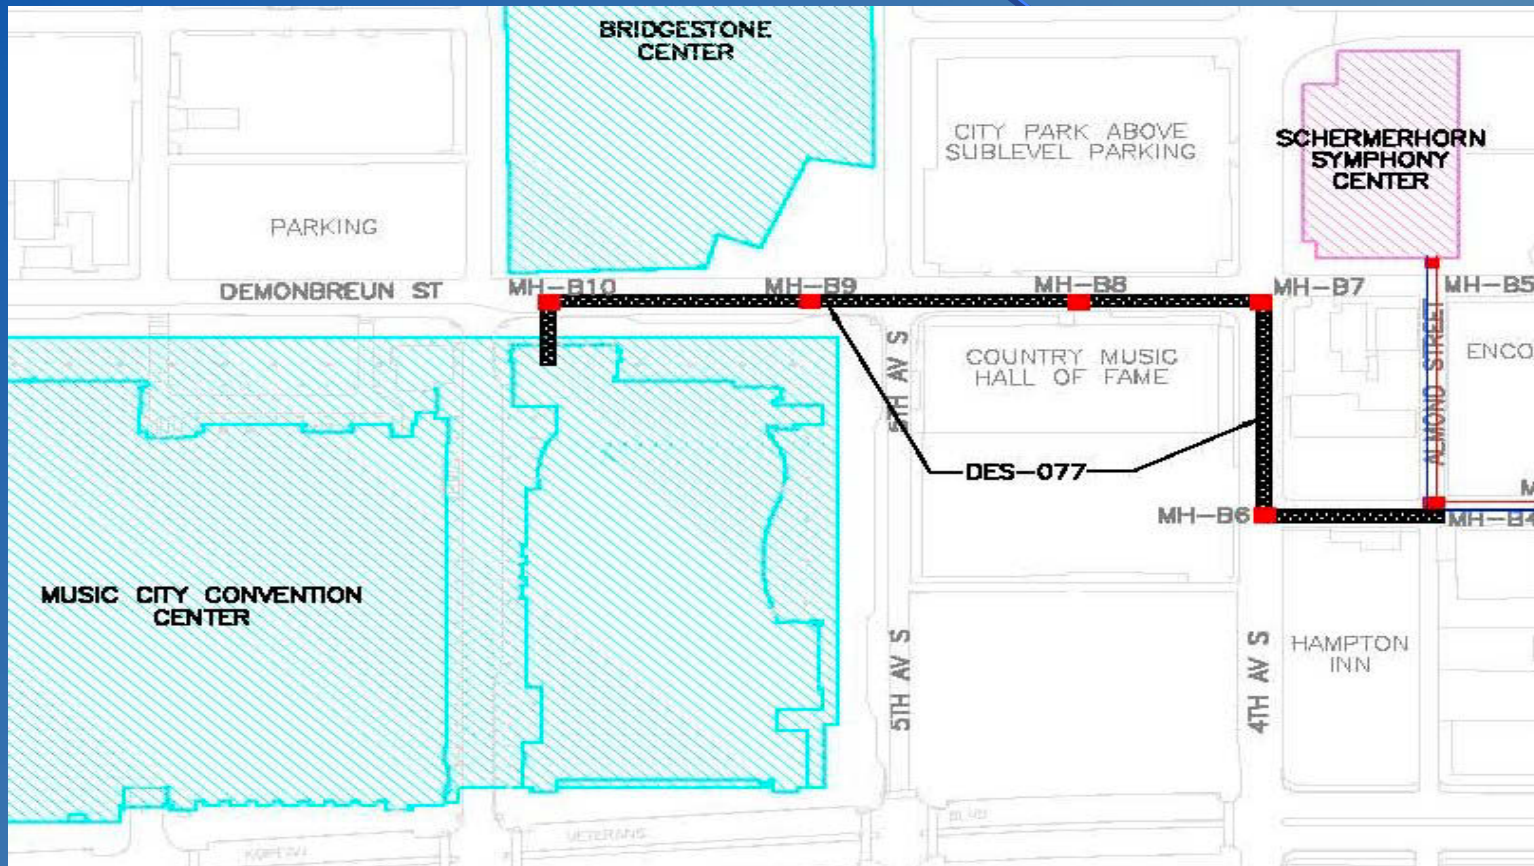 BRIDGESTONE
CENTER
CITY PARK ABOVE
SUBLEVEL PARKING
SCHERMERHORN
SYMPHONY
CENTER
PARKING
DEMONBREUN ST
MH-B10
MH-B9
MH-B8
MH-B7
MH-B5
5TH AV S
COUNTRY MUSIC
HALL OF FAME
ALMOND STREET
ENCO
DES-077
MH-B6
M
MH-B4
MUSIC CITY CONVENTION
CENTER
5TH AV S
4TH AV S
HAMPTON
INN
KOREAN
VETERANS
BLVD